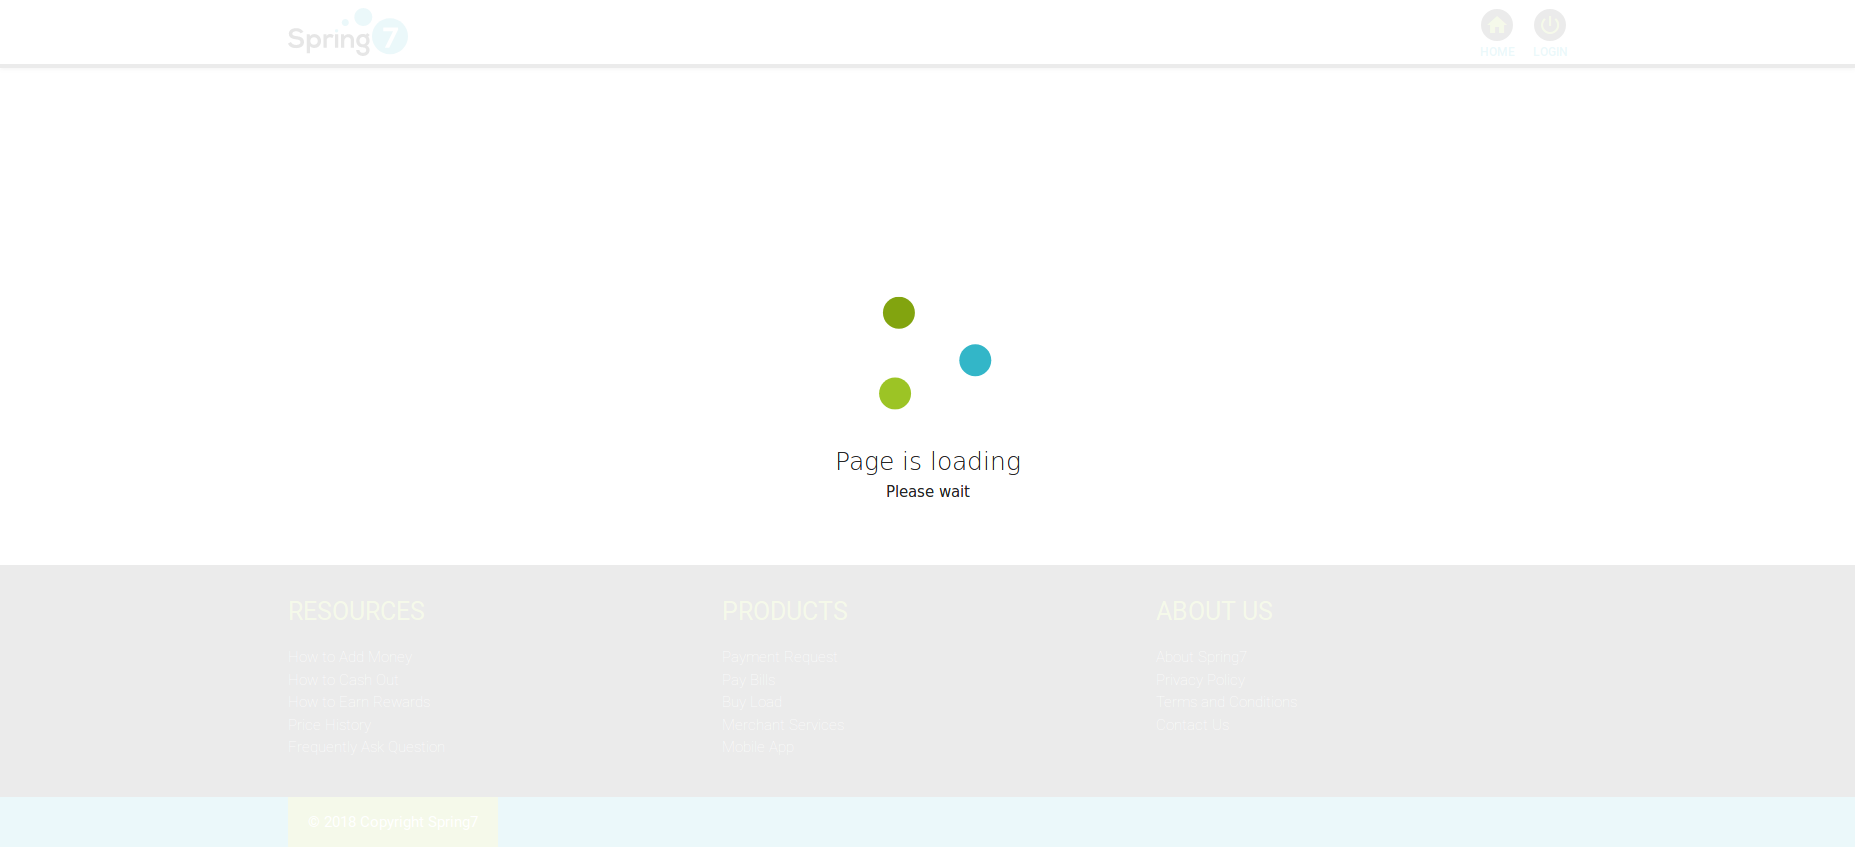 Spring7
HOME
LOGIN
Page is loading
Please wait
RESOURCES
How to Add Money
How to Cash Out
How to Earn Rewards
Price History
Frequently Ask Question
PRODUCTS
Payment Request
Pay Bills
Buy Load
Merchant Services
Mobile App
ABOUT US
About Spring7
Privacy Policy
Terms and Conditions
Contact Us
© 2018 Copyright Spring7